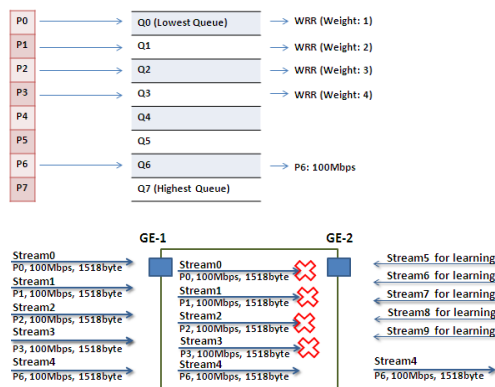 P0 Q0 (Lowest Queue) WRR (Weight: 1)
P1 Q1 WRR (Weight: 2)
P2 Q2 WRR (Weight: 3)
P3 Q3 WRR (Weight: 4)
P4 Q4
P5 Q5
P6 Q6 P6: 100Mbps
P7 Q7 (Highest Queue)
GE-1 GE-2
Stream0
P0, 100Mbps, 1518byte
Stream1
P1, 100Mbps, 1518byte
Stream2
P2, 100Mbps, 1518byte
Stream3
P3, 100Mbps, 1518byte
Stream4
P6, 100Mbps, 1518byte
Stream0
P0, 100Mbps, 1518byte
Stream1
P1, 100Mbps, 1518byte
Stream2
P2, 100Mbps, 1518byte
Stream3
P3, 100Mbps, 1518byte
Stream4
P6, 100Mbps, 1518byte
Stream5 for learning
Stream6 for learning
Stream7 for learning
Stream8 for learning
Stream9 for learning
Stream4
P6, 100Mbps, 1518byte